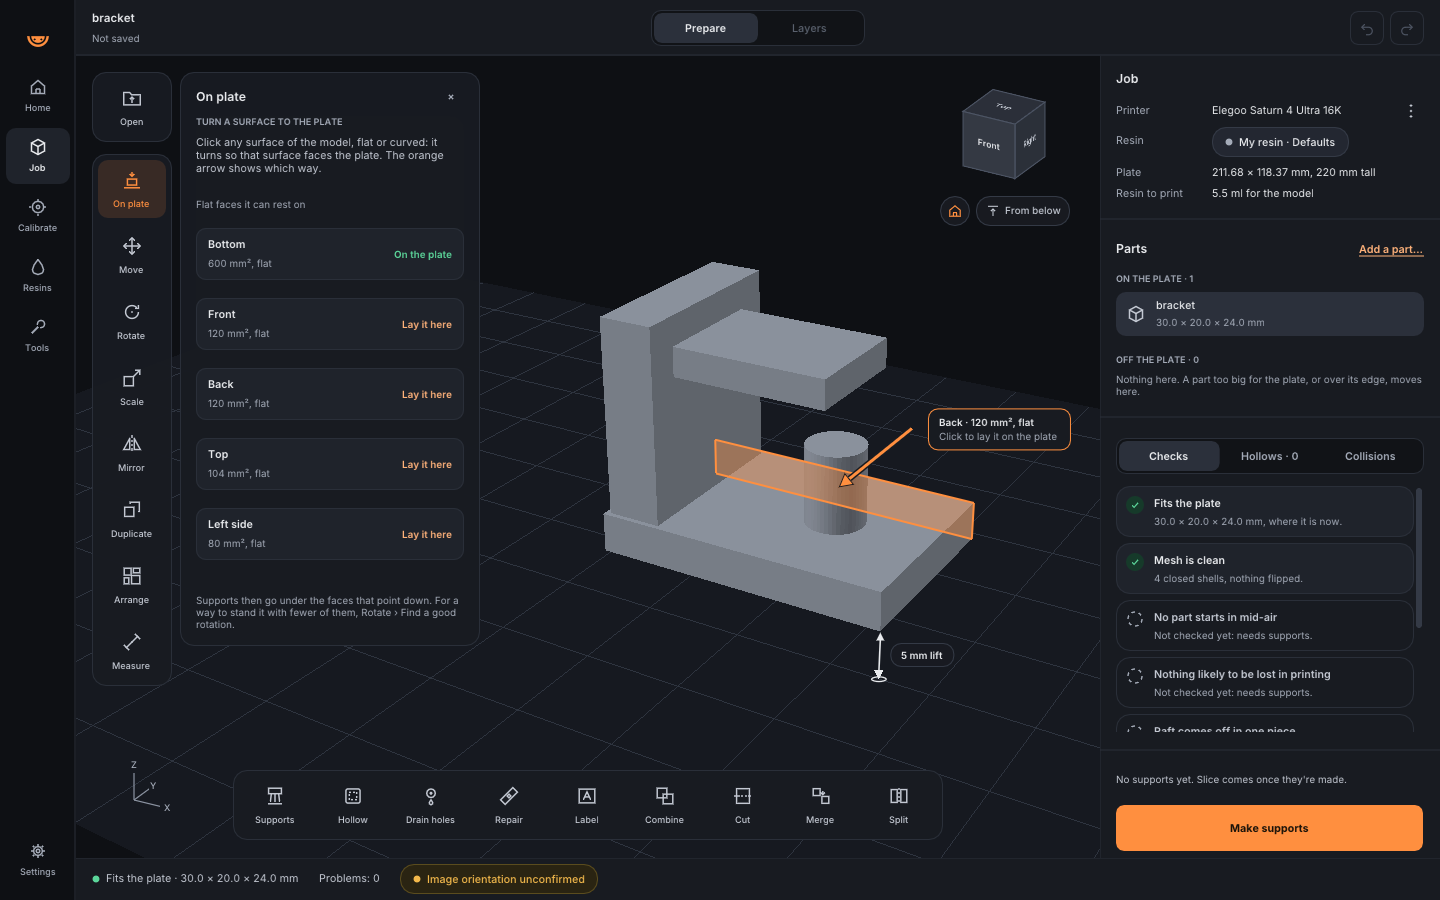 bracket
Not saved
Prepare
Layers
Home
Job
Calibrate
Resins
Tools
Settings
Open
On plate
Move
Rotate
Scale
Mirror
Duplicate
Arrange
Measure
On plate
×
TURN A SURFACE TO THE PLATE
Click any surface of the model, flat or curved: it
turns so that surface faces the plate. The orange
arrow shows which way.
Flat faces it can rest on
Bottom
600 mm², flat
On the plate
Front
120 mm², flat
Lay it here
Back
120 mm², flat
Lay it here
Top
104 mm², flat
Lay it here
Left side
80 mm², flat
Lay it here
Supports then go under the faces that point down. For a
way to stand it with fewer of them, Rotate › Find a good
rotation.
Top
Front
Right
From below
Back · 120 mm², flat
Click to lay it on the plate
5 mm lift
Z
Y
X
Supports
Hollow
Drain holes
Repair
Label
Combine
Cut
Merge
Split
Job
Printer
Elegoo Saturn 4 Ultra 16K
Resin
My resin · Defaults
Plate
211.68 × 118.37 mm, 220 mm tall
Resin to print
5.5 ml for the model
Parts
Add a part...
ON THE PLATE · 1
bracket
30.0 × 20.0 × 24.0 mm
OFF THE PLATE · 0
Nothing here. A part too big for the plate, or over its edge, moves
here.
Checks
Hollows · 0
Collisions
Fits the plate
30.0 × 20.0 × 24.0 mm, where it is now.
Mesh is clean
4 closed shells, nothing flipped.
No part starts in mid-air
Not checked yet: needs supports.
Nothing likely to be lost in printing
Not checked yet: needs supports.
Raft comes off in one piece
No supports yet. Slice comes once they're made.
Make supports
Fits the plate · 30.0 × 20.0 × 24.0 mm
Problems: 0
Image orientation unconfirmed